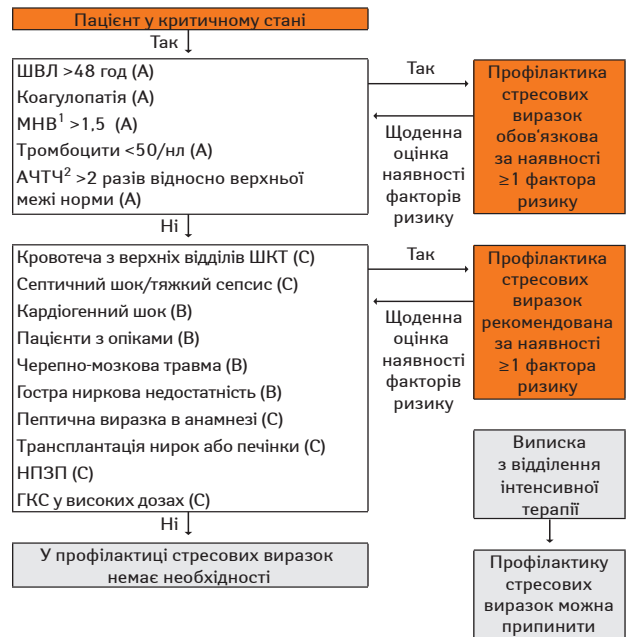 Пацієнт у критичному стані
Так
ШВЛ >48 год (A)
Коагулопатія (A)
МНВ¹ >1,5 (A)
Тромбоцити <50/нл (A)
АЧТЧ² >2 разів відносно верхньої
межі норми (A)
Так
Щоденна
оцінка
наявності
факторів
ризику
Профілактика
стресових
виразок
обов'язкова
за наявності
≥1 фактора
ризику
Ні
Кровотеча з верхніх відділів ШКТ (C)
Септичний шок/тяжкий сепсис (C)
Кардіогенний шок (B)
Пацієнти з опіками (B)
Черепно-мозкова травма (B)
Гостра ниркова недостатність (B)
Пептична виразка в анамнезі (C)
Трансплантація нирок або печінки (C)
НПЗП (C)
ГКС у високих дозах (C)
Так
Щоденна
оцінка
наявності
факторів
ризику
Профілактика
стресових
виразок
рекомендована
за наявності
≥1 фактора
ризику
Ні
У профілактиці стресових виразок
немає необхідності
Виписка
з відділення
інтенсивної
терапії
Профілактику
стресових
виразок можна
припинити